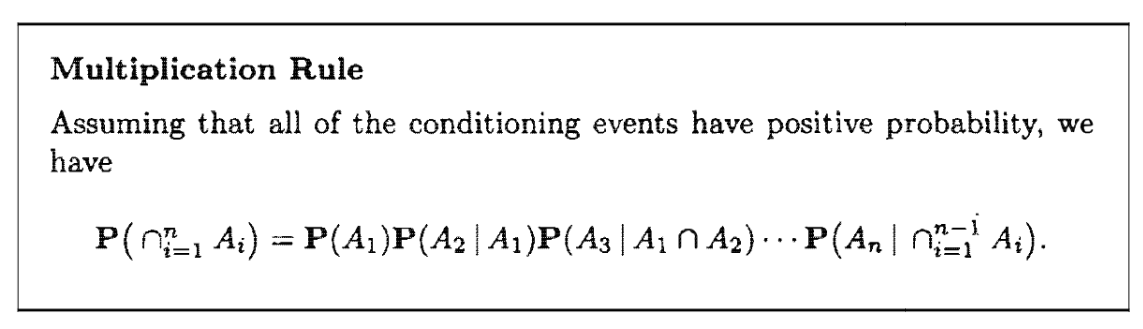 Multiplication Rule
Assuming that all of the conditioning events have positive probability, we
have
P( ∩ⁿᵢ₌₁ Aᵢ) = P(A₁)P(A₂ | A₁)P(A₃ | A₁ ∩ A₂) ⋯ P(Aₙ | ∩ⁿ⁻¹ᵢ₌₁ Aᵢ).